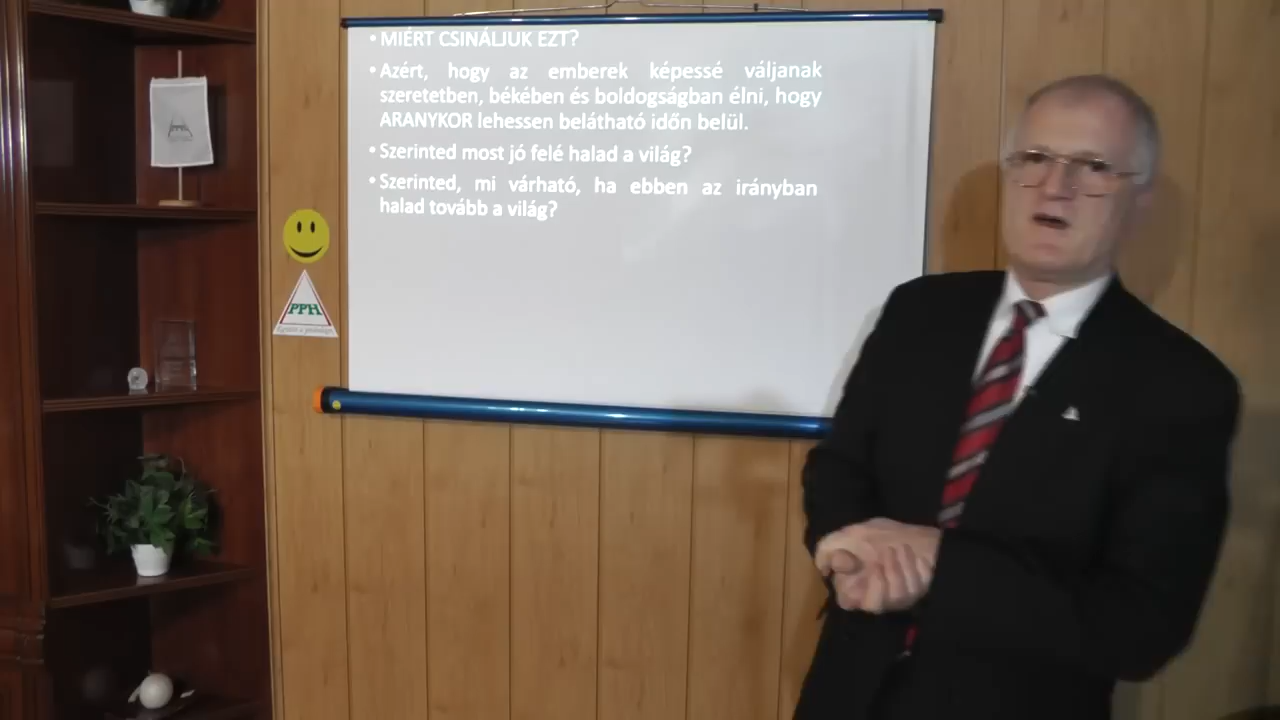 • MIÉRT CSINÁLJUK EZT?
• Azért, hogy az emberek képessé váljanak
szeretetben, békében és boldogságban élni, hogy
ARANYKOR lehessen belátható időn belül.
• Szerinted most jó felé halad a világ?
• Szerinted, mi várható, ha ebben az irányban
halad tovább a világ?
PPH